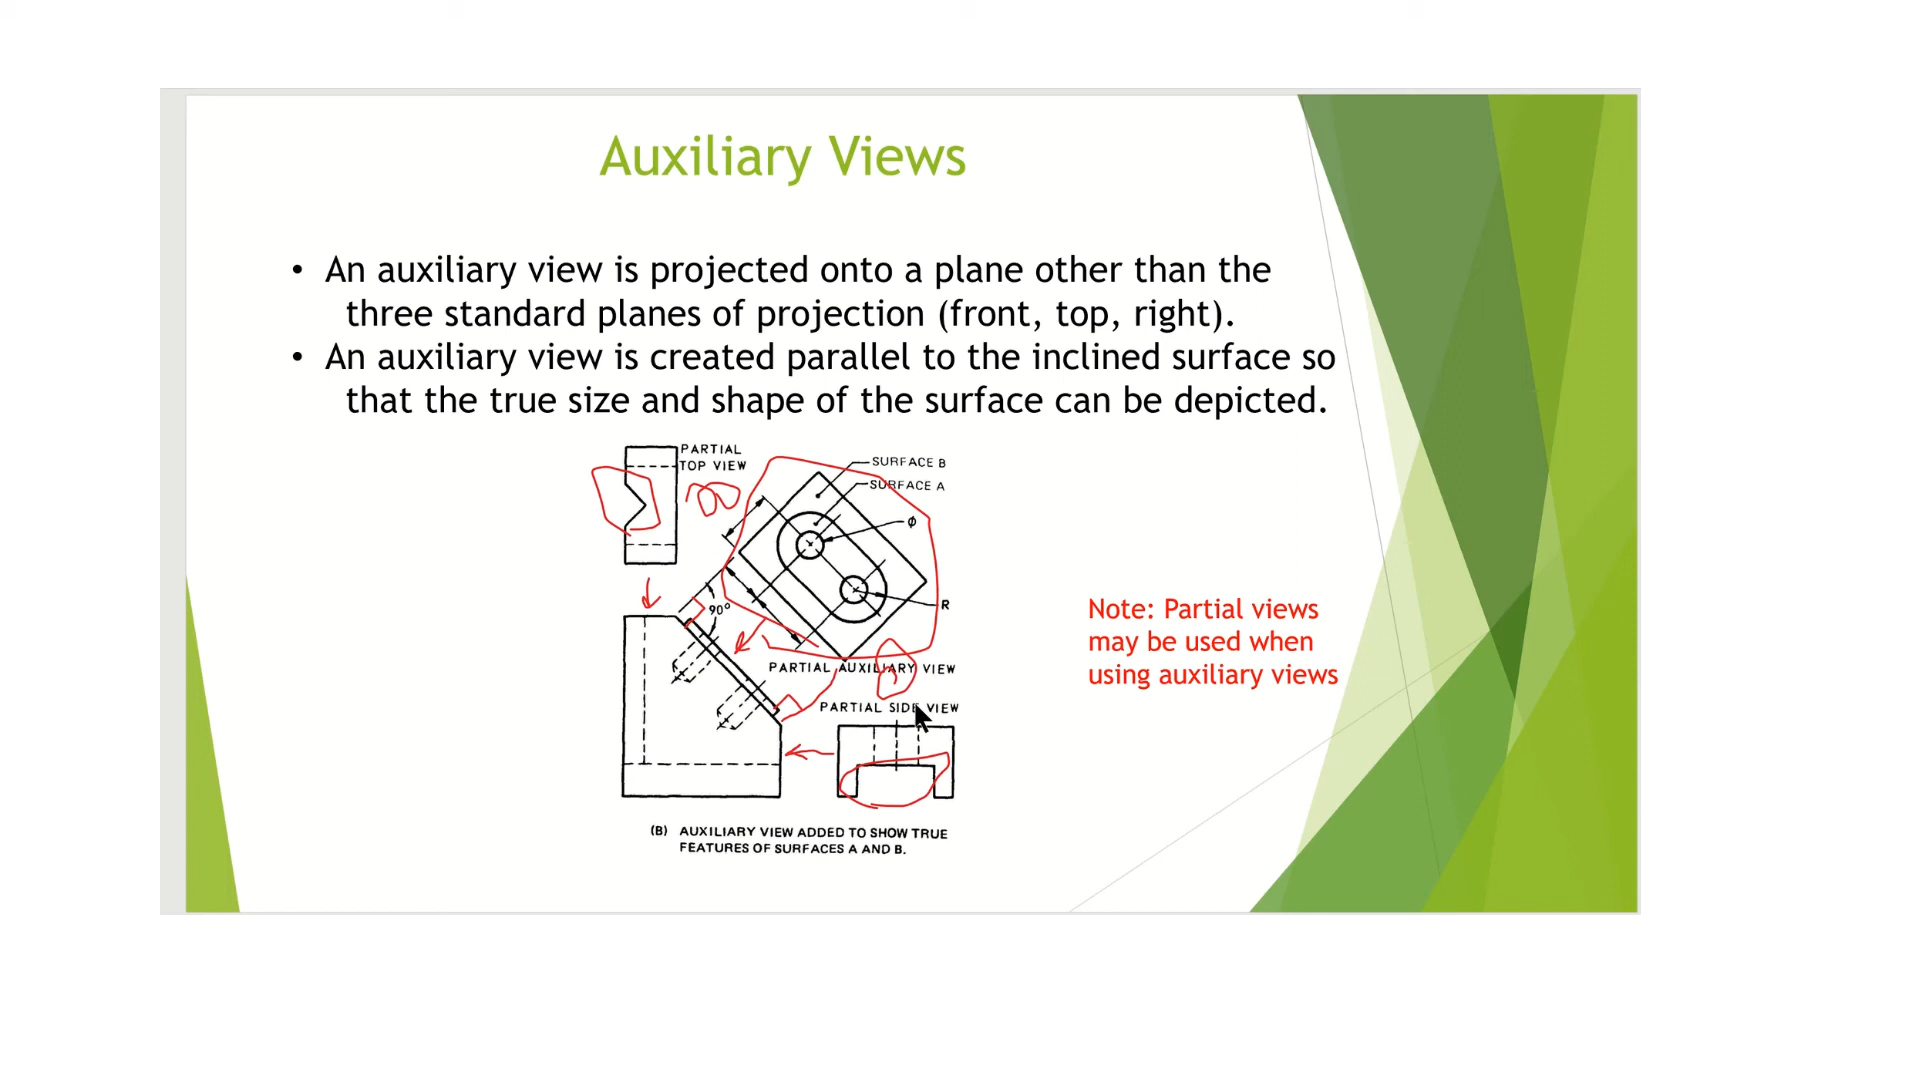 Auxiliary Views
• An auxiliary view is projected onto a plane other than the
three standard planes of projection (front, top, right).
• An auxiliary view is created parallel to the inclined surface so
that the true size and shape of the surface can be depicted.
PARTIAL
TOP VIEW
SURFACE B
SURFACE A
Ø
90°
R
PARTIAL AUXILIARY VIEW
PARTIAL SIDE VIEW
Note: Partial views
may be used when
using auxiliary views
(B) AUXILIARY VIEW ADDED TO SHOW TRUE
FEATURES OF SURFACES A AND B.